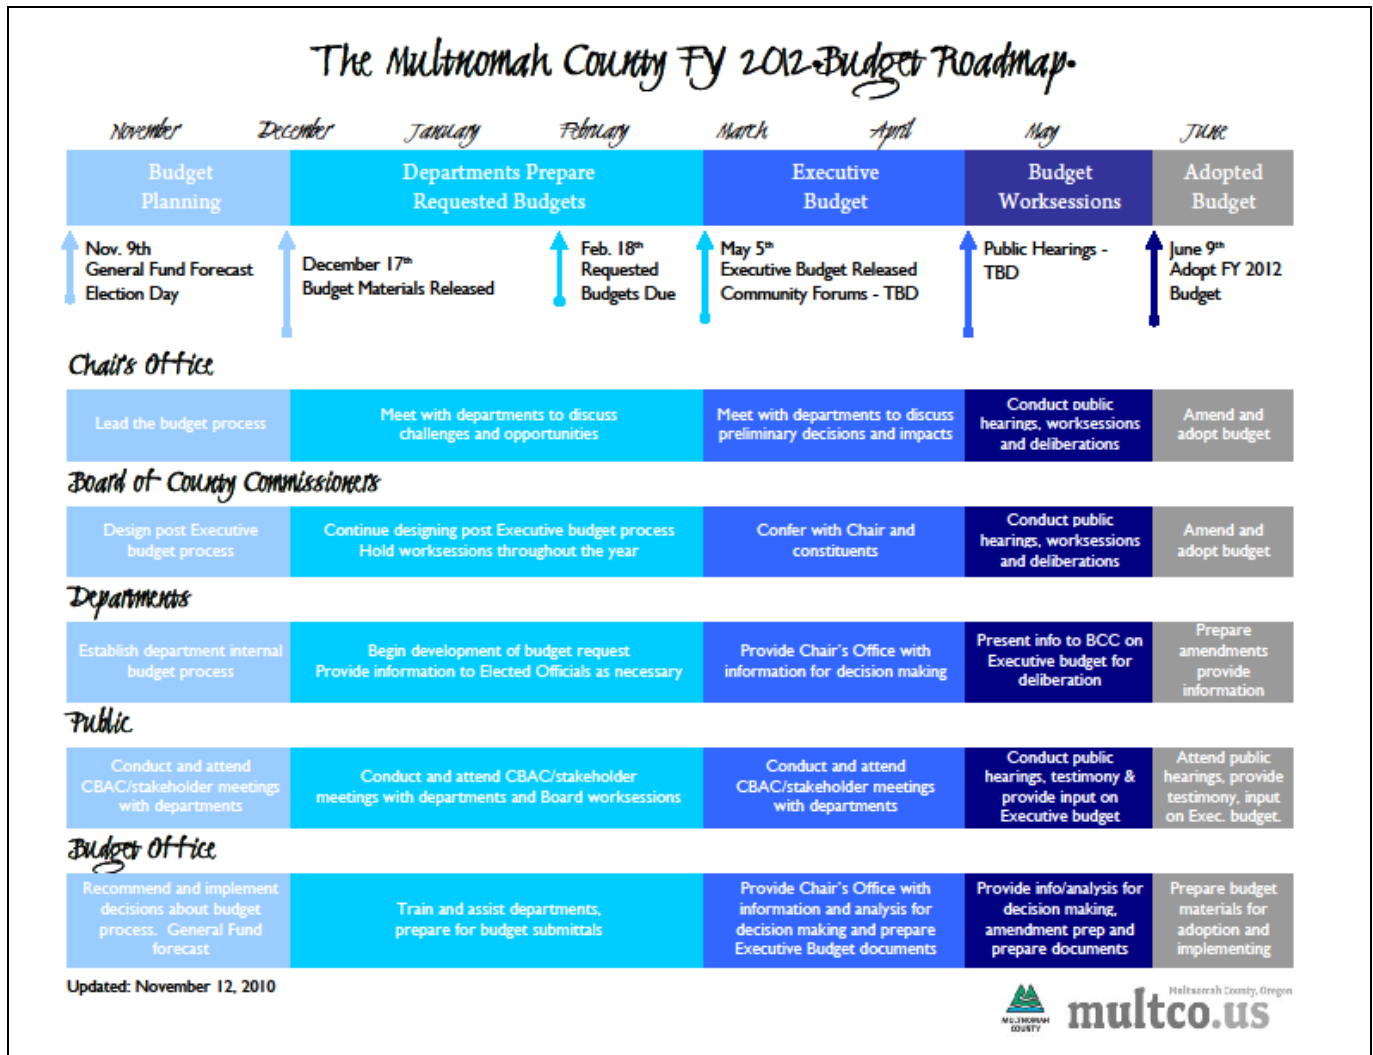 The Multnomah County FY 2012 Budget Roadmap
November December January February March April May June
Budget
Planning
Departments Prepare
Requested Budgets
Executive
Budget
Budget
Worksessions
Adopted
Budget
Nov. 9th
General Fund Forecast
Election Day
December 17th
Budget Materials Released
Feb. 18th
Requested
Budgets Due
May 5th
Executive Budget Released
Community Forums - TBD
Public Hearings -
TBD
June 9th
Adopt FY 2012
Budget
Chair's Office
Lead the budget process
Meet with departments to discuss
challenges and opportunities
Meet with departments to discuss
preliminary decisions and impacts
Conduct public
hearings, worksessions
and deliberations
Amend and
adopt budget
Board of County Commissioners
Design post Executive
budget process
Continue designing post Executive budget process
Hold worksessions throughout the year
Confer with Chair and
constituents
Conduct public
hearings, worksessions
and deliberations
Amend and
adopt budget
Departments
Establish department internal
budget process
Begin development of budget request
Provide information to Elected Officials as necessary
Provide Chair's Office with
information for decision making
Present info to BCC on
Executive budget for
deliberation
Prepare
amendments
provide
information
Public
Conduct and attend
CBAC/stakeholder meetings
with departments
Conduct and attend CBAC/stakeholder
meetings with departments and Board worksessions
Conduct and attend
CBAC/stakeholder meetings
with departments
Conduct public
hearings, testimony &
provide input on
Executive budget
Attend public
hearings, provide
testimony, input
on Exec. budget.
Budget Office
Recommend and implement
decisions about budget
process. General Fund
forecast
Train and assist departments,
prepare for budget submittals
Provide Chair's Office with
information and analysis for
decision making and prepare
Executive Budget documents
Provide info/analysis for
decision making,
amendment prep and
prepare documents
Prepare budget
materials for
adoption and
implementing
Updated: November 12, 2010
MULTNOMAH
COUNTY
Multnomah County, Oregon
multco.us